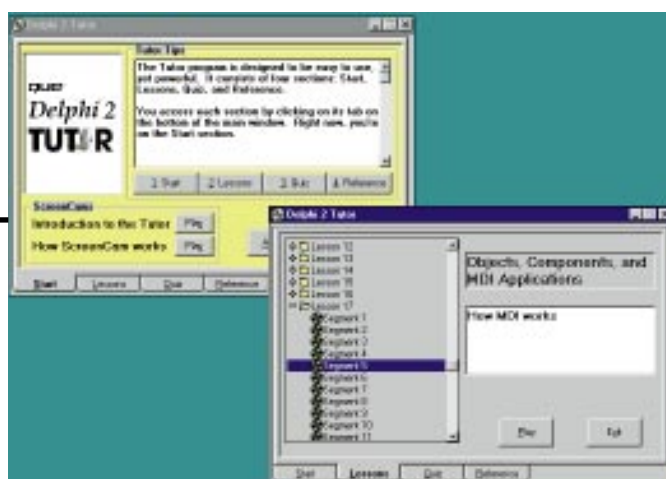 Delphi 2 Tutor
Tutor Tips
que
Delphi 2
TUTOR
The Tutor program is designed to be easy to use,
yet powerful. It consists of four sections: Start,
Lessons, Quiz, and Reference.
You access each section by clicking on its tab on
the bottom of the main window. Right now, you're
on the Start section.
1 Start
2 Lessons
3 Quiz
4 Reference
ScreenCams
Introduction to the Tutor
Play
How ScreenCam works
Play
Start
Lessons
Quiz
Reference
Delphi 2 Tutor
Lesson 12
Lesson 13
Lesson 14
Lesson 15
Lesson 16
Lesson 17
Segment 1
Segment 2
Segment 3
Segment 4
Segment 5
Segment 6
Segment 7
Segment 8
Segment 9
Segment 10
Segment 11
Objects, Components, and
MDI Applications
How MDI works
Play
Exit
Start
Lessons
Quiz
Reference